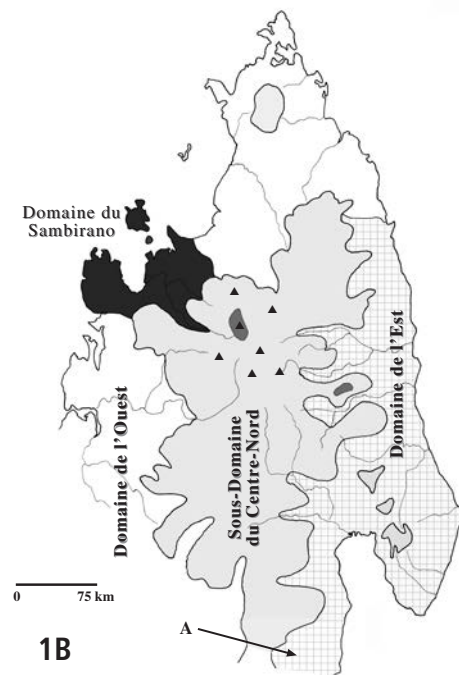 Domaine du
Sambirano
Domaine de l'Ouest
Sous-Domaine
du Centre-Nord
Domaine de l'Est
0 75 km
A
1B